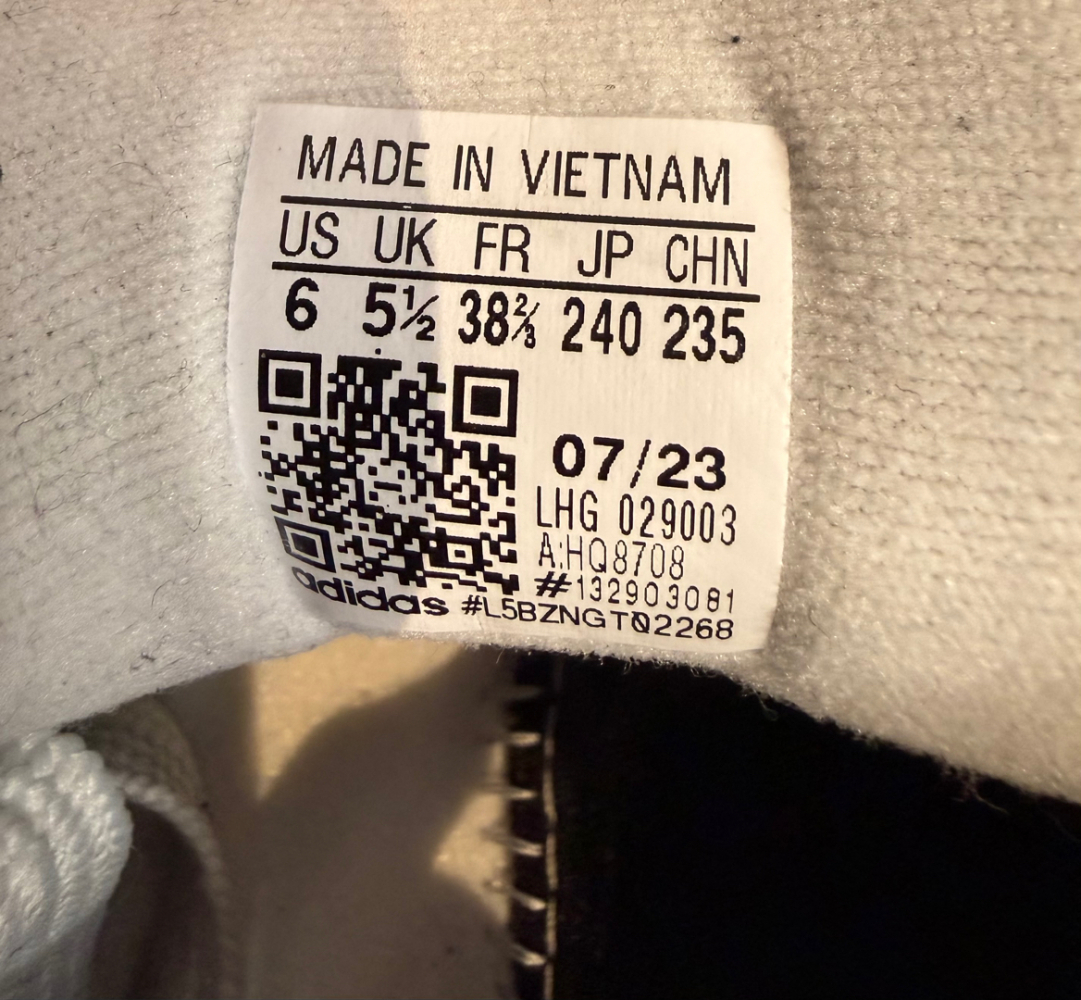 MADE IN VIETNAM
US UK FR JP CHN
6 5½ 38⅔ 240 235
07/23
LHG 029003
A:HQ8708
#132903081
adidas #L5BZNGT02268